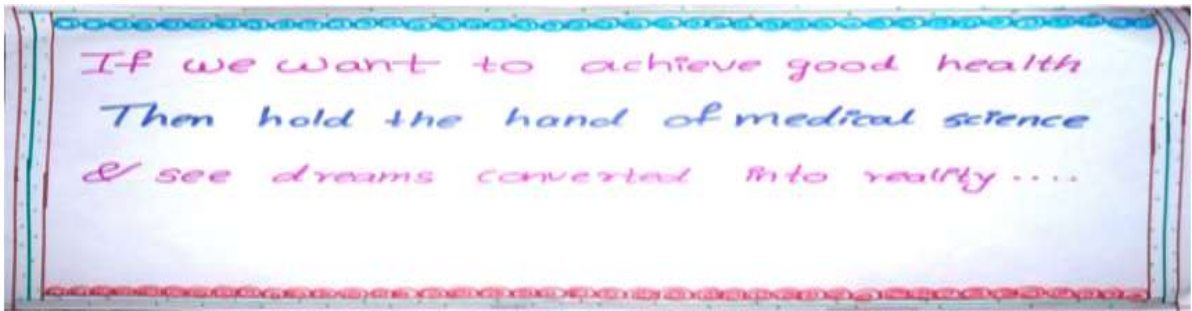 If we want to achieve good health
Then hold the hand of medical science
& see dreams converted into reality....